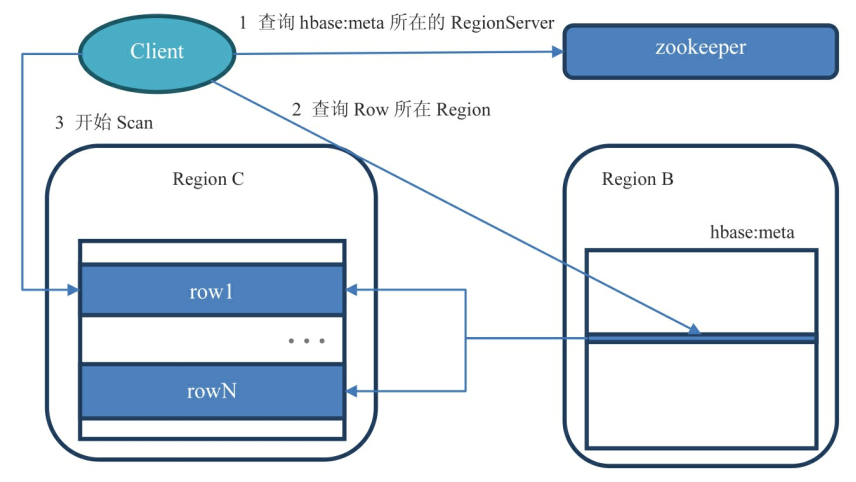 1 查询 hbase:meta 所在的 RegionServer
Client
zookeeper
2 查询 Row 所在 Region
3 开始 Scan
Region C
Region B
hbase:meta
row1
...
rowN